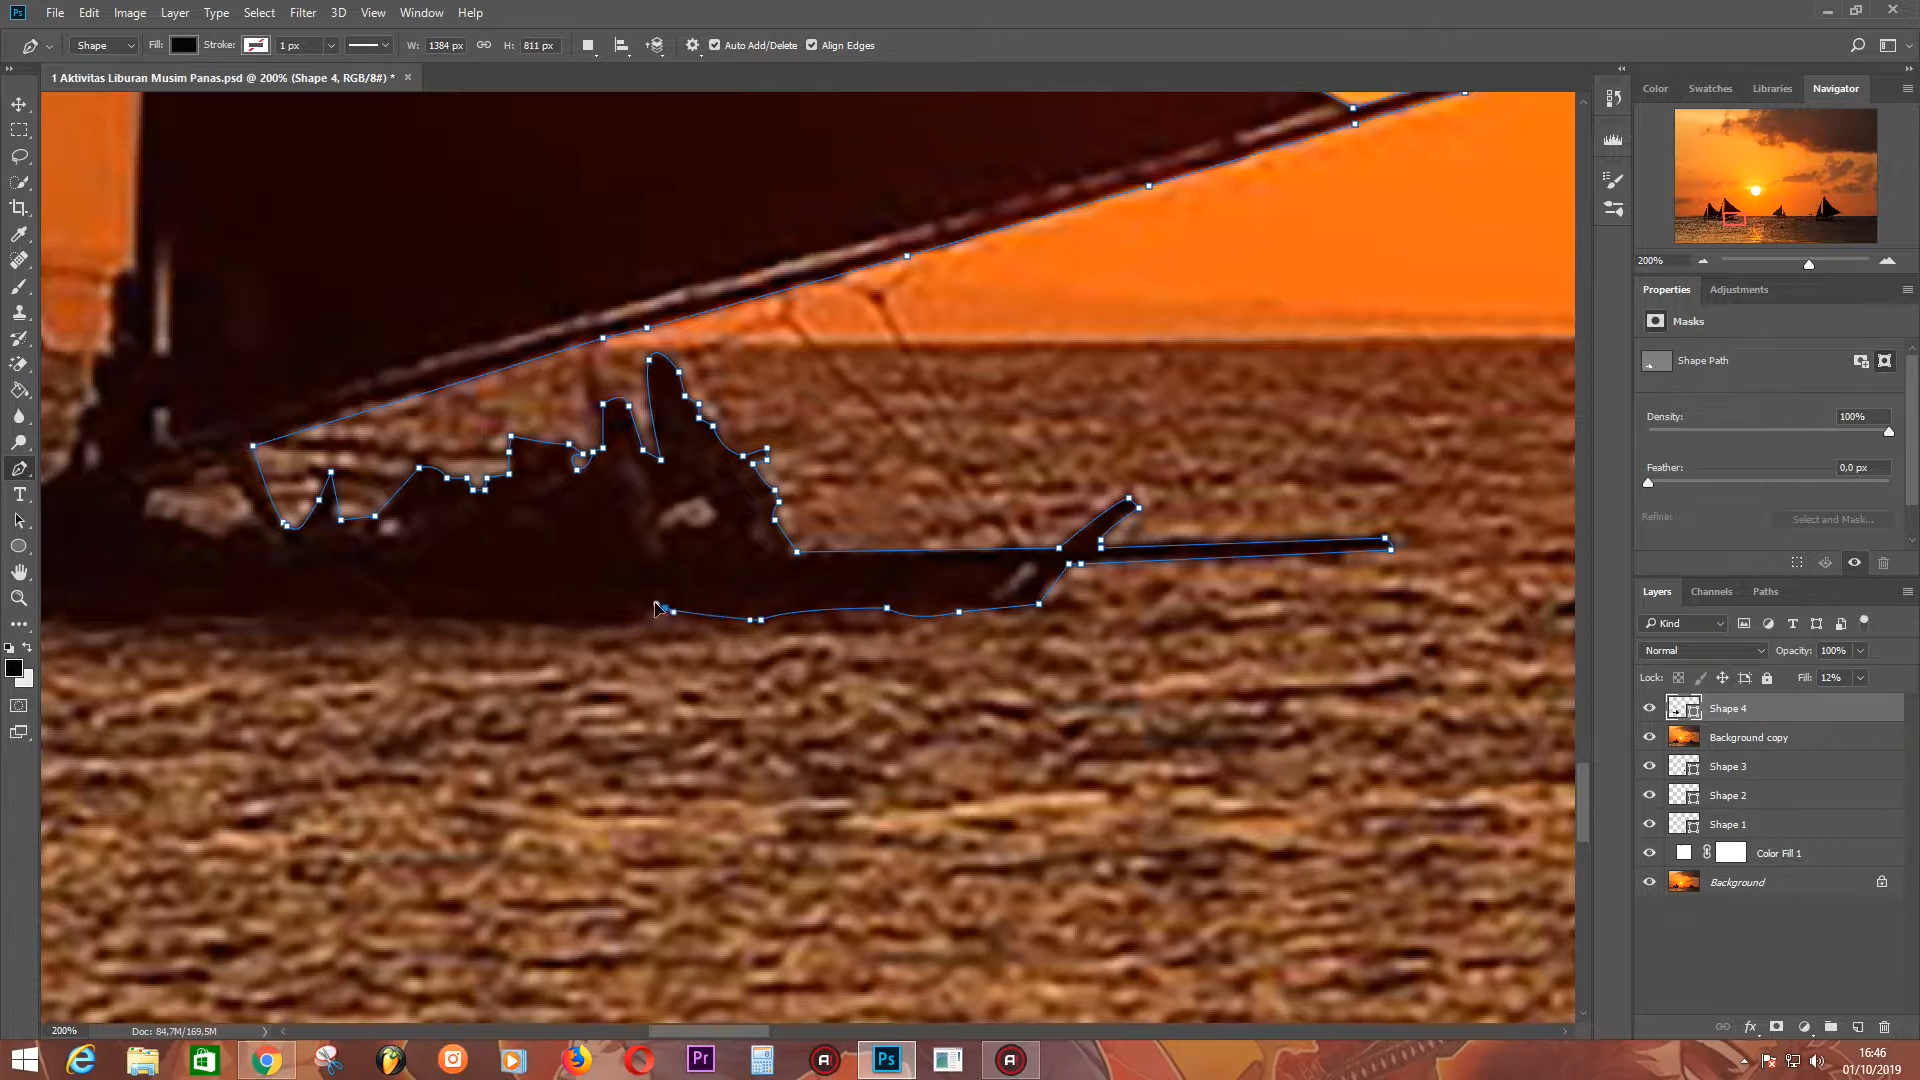 Ps File Edit Image Layer Type Select Filter 3D View Window Help
Shape Fill: Stroke: 1 px W: 1384 px H: 811 px Auto Add/Delete Align Edges
1 Aktivitas Liburan Musim Panas.psd @ 200% (Shape 4, RGB/8#) *
Color Swatches Libraries Navigator
200%
Properties Adjustments
Masks
Shape Path
Density: 100%
Feather: 0,0 px
Refine: Select and Mask...
Layers Channels Paths
Kind
Normal Opacity: 100%
Lock: Fill: 12%
Shape 4
Background copy
Shape 3
Shape 2
Shape 1
Color Fill 1
Background
200% Doc: 84,7M/169,5M
Pr Ps
16:46
01/10/2019